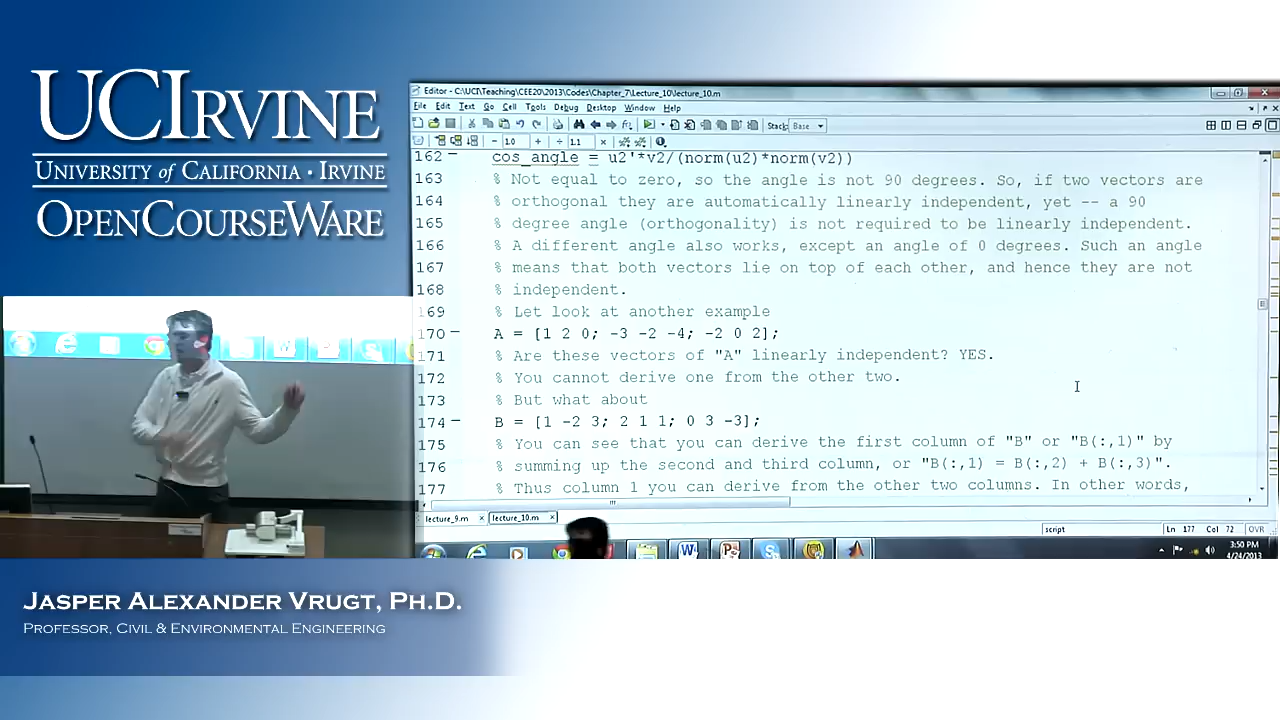 UCIRVINE
UNIVERSITY of CALIFORNIA • IRVINE
OPENCOURSEWARE
Editor - C:\UCI\Teaching\CEE20\2013\Codes\Chapter_7\Lecture_10\lecture_10.m
File Edit Text Go Cell Tools Debug Desktop Window Help
Stack: Base
- 1.0 + ÷ 1.1 ×
162 – cos_angle = u2'*v2/(norm(u2)*norm(v2))
163 % Not equal to zero, so the angle is not 90 degrees. So, if two vectors are
164 % orthogonal they are automatically linearly independent, yet -- a 90
165 % degree angle (orthogonality) is not required to be linearly independent.
166 % A different angle also works, except an angle of 0 degrees. Such an angle
167 % means that both vectors lie on top of each other, and hence they are not
168 % independent.
169 % Let look at another example
170 – A = [1 2 0; -3 -2 -4; -2 0 2];
171 % Are these vectors of "A" linearly independent? YES.
172 % You cannot derive one from the other two.
173 % But what about
174 – B = [1 -2 3; 2 1 1; 0 3 -3];
175 % You can see that you can derive the first column of "B" or "B(:,1)" by
176 % summing up the second and third column, or "B(:,1) = B(:,2) + B(:,3)".
177 % Thus column 1 you can derive from the other two columns. In other words,
lecture_9.m × lecture_10.m ×
script Ln 177 Col 72 OVR
3:50 PM
4/24/2013
JASPER ALEXANDER VRUGT, PH.D.
PROFESSOR, CIVIL & ENVIRONMENTAL ENGINEERING